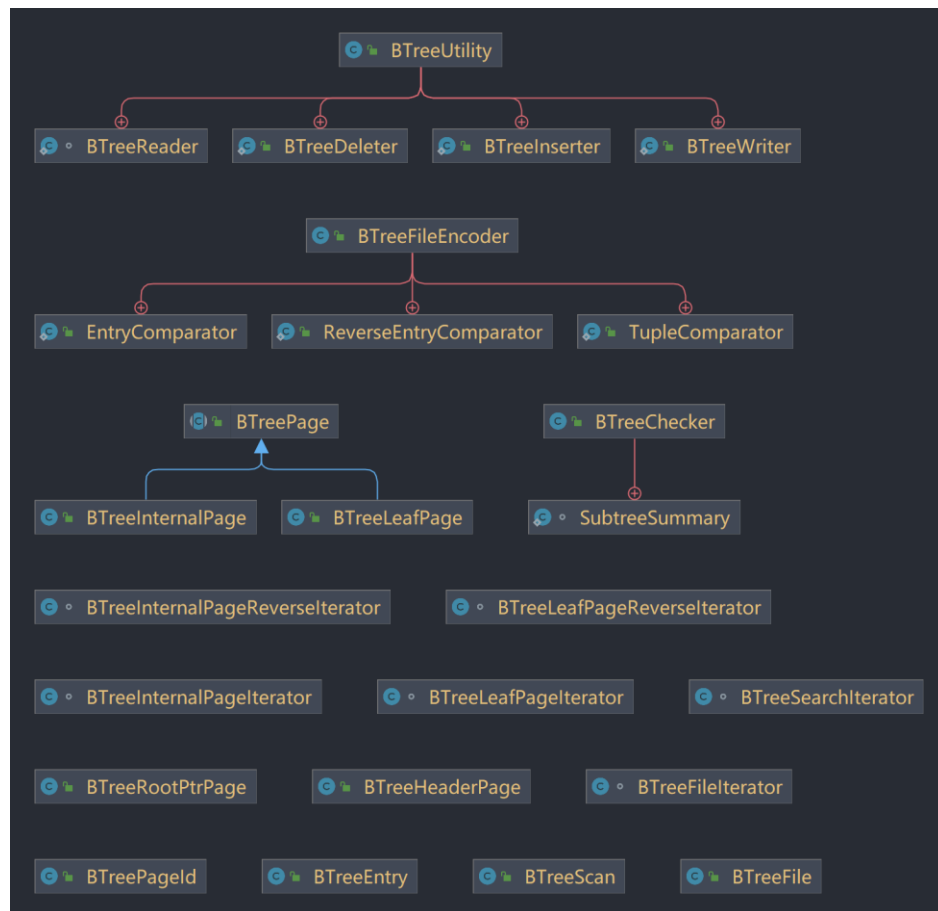 BTreeUtility
BTreeReader BTreeDeleter BTreeInserter BTreeWriter
BTreeFileEncoder
EntryComparator ReverseEntryComparator TupleComparator
BTreePage BTreeChecker
BTreeInternalPage BTreeLeafPage SubtreeSummary
BTreeInternalPageReverseIterator BTreeLeafPageReverseIterator
BTreeInternalPageIterator BTreeLeafPageIterator BTreeSearchIterator
BTreeRootPtrPage BTreeHeaderPage BTreeFileIterator
BTreePageId BTreeEntry BTreeScan BTreeFile